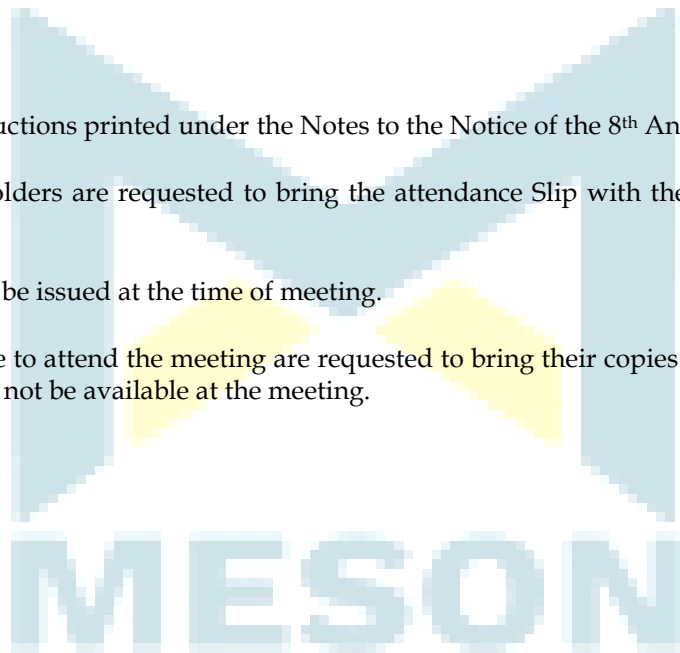 uctions printed under the Notes to the Notice of the 8th An
olders are requested to bring the attendance Slip with the
be issued at the time of meeting.
e to attend the meeting are requested to bring their copies
not be available at the meeting.
MESON